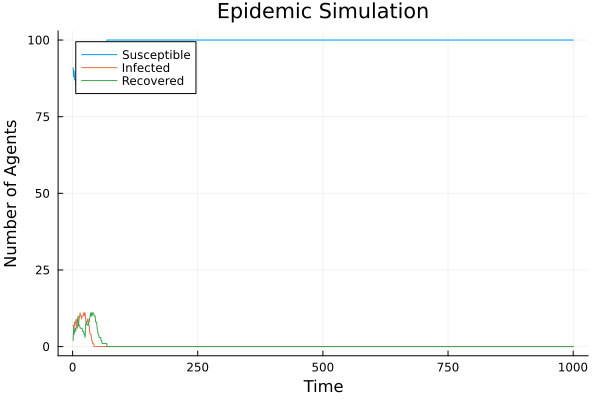 Epidemic Simulation
Number of Agents
100
75
50
25
0
Susceptible
Infected
Recovered
0 250 500 750 1000
Time